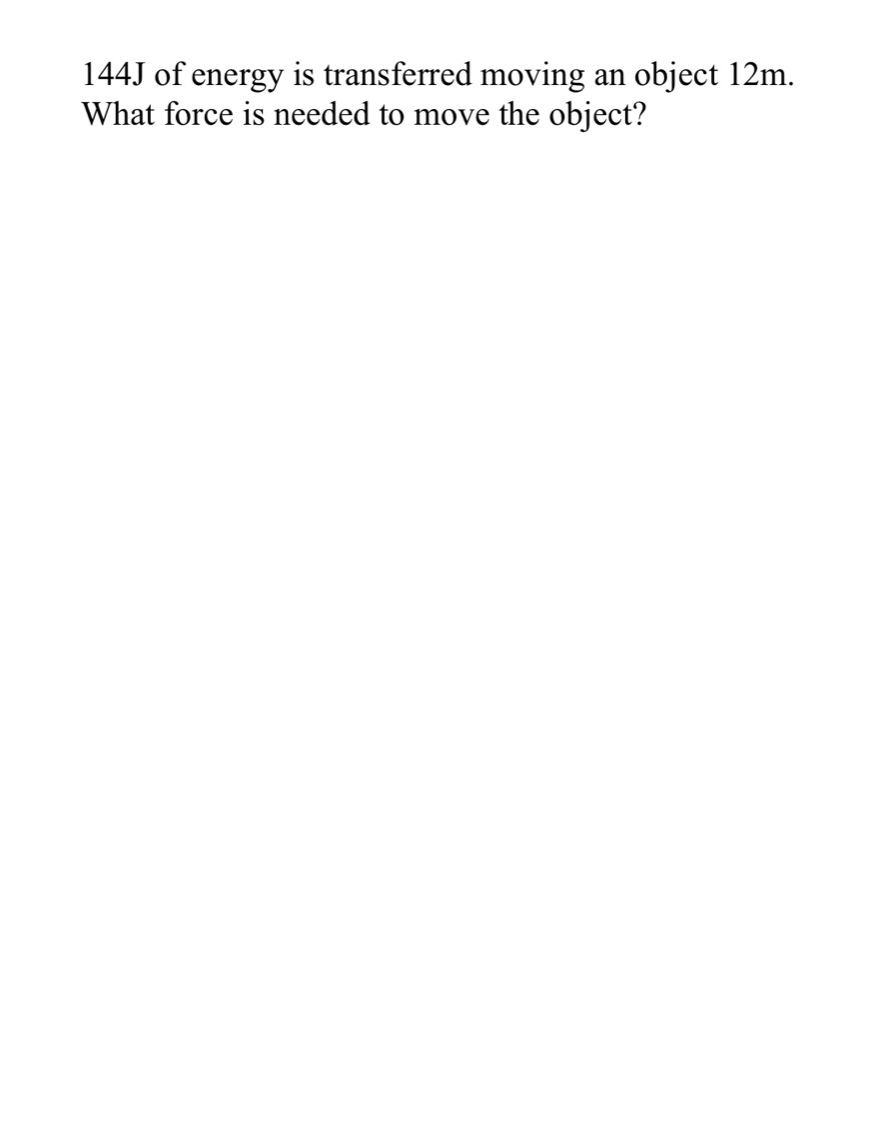 144J of energy is transferred moving an object 12m.
What force is needed to move the object?